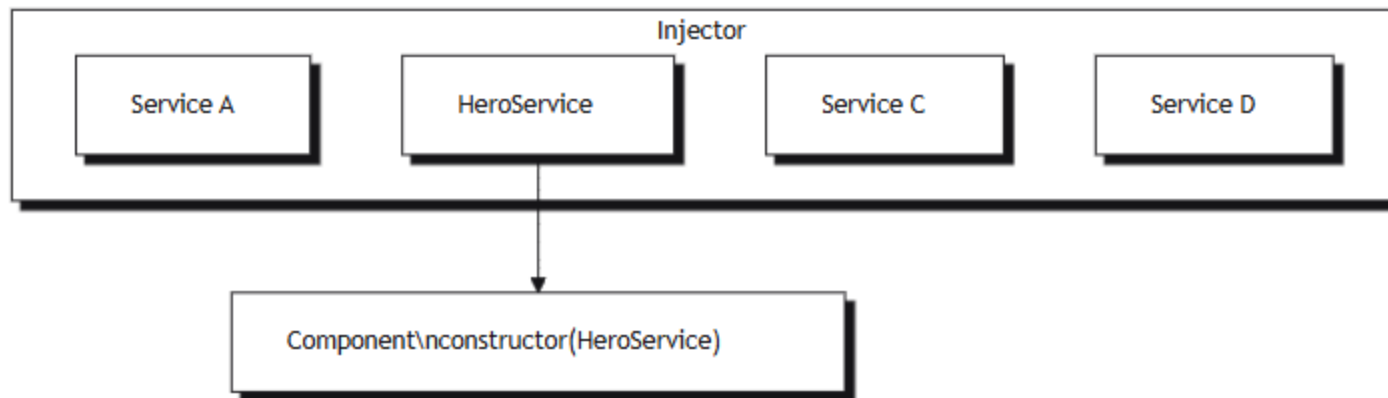 Injector
Service A
HeroService
Service C
Service D
Component\nconstructor(HeroService)